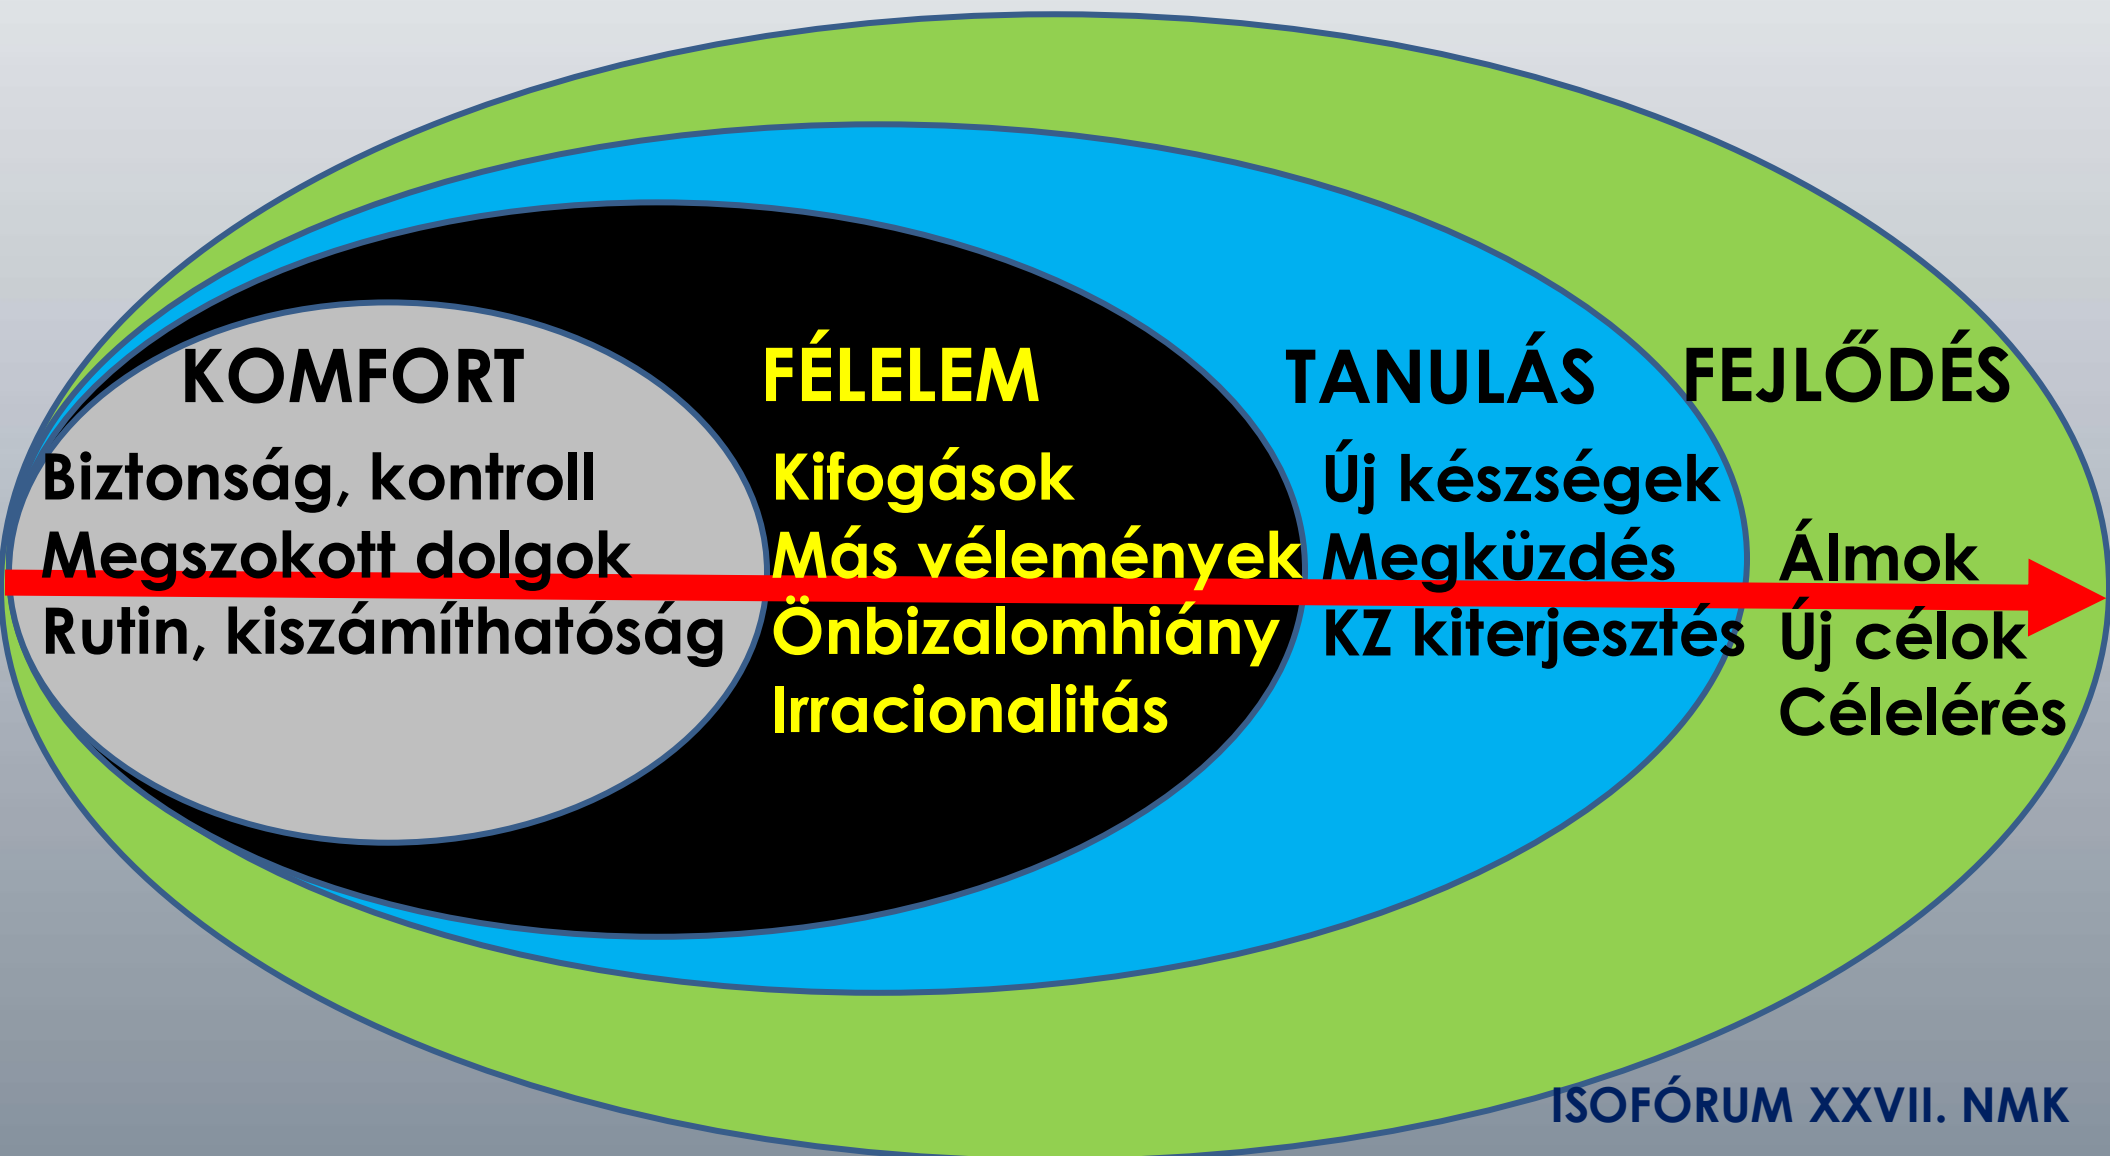 KOMFORT
Biztonság, kontroll
Megszokott dolgok
Rutin, kiszámíthatóság
FÉLELEM
Kifogások
Más vélemények
Önbizalomhiány
Irracionalitás
TANULÁS
Új készségek
Megküzdés
KZ kiterjesztés
FEJLŐDÉS
Álmok
Új célok
Célelérés
ISOFÓRUM XXVII. NMK